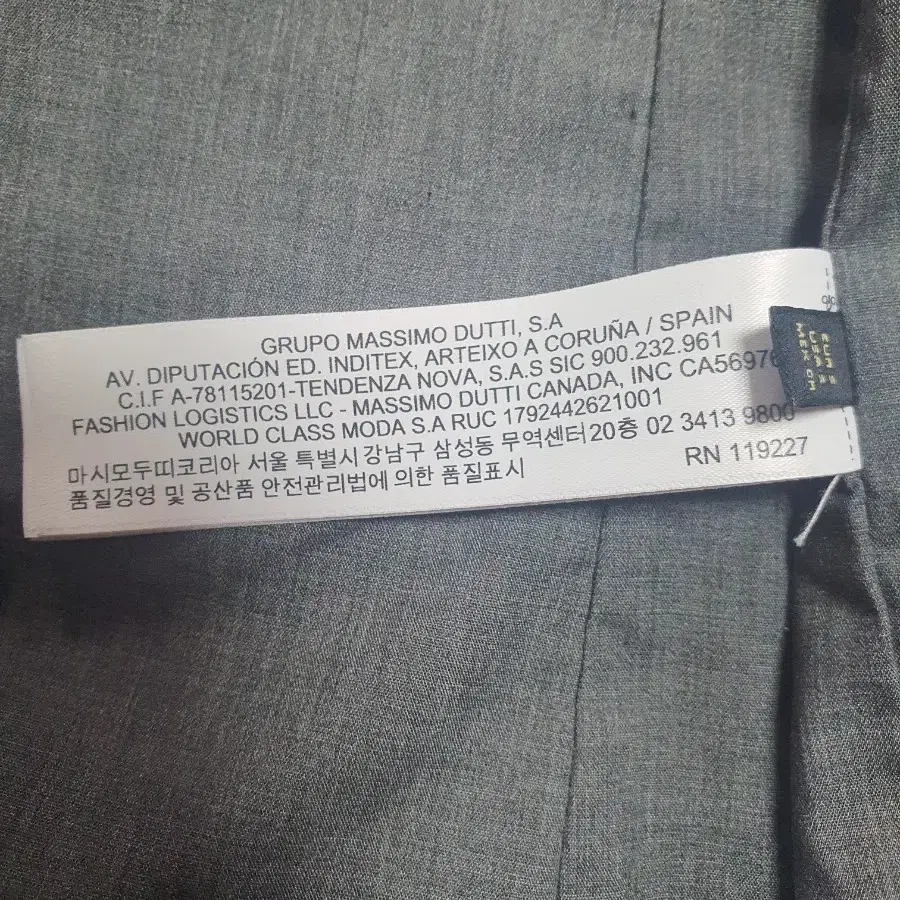 GRUPO MASSIMO DUTTI, S.A
AV. DIPUTACIÓN ED. INDITEX, ARTEIXO A CORUÑA / SPAIN
C.I.F A-78115201-TENDENZA NOVA, S.A.S SIC 900.232.961
FASHION LOGISTICS LLC - MASSIMO DUTTI CANADA, INC
WORLD CLASS MODA S.A RUC 1792442621001
마시모두띠코리아 서울 특별시 강남구 삼성동 무역센터20층 02 3413 9800
품질경영 및 공산품 안전관리법에 의한 품질표시
RN 119227
EUR
USA
MEX